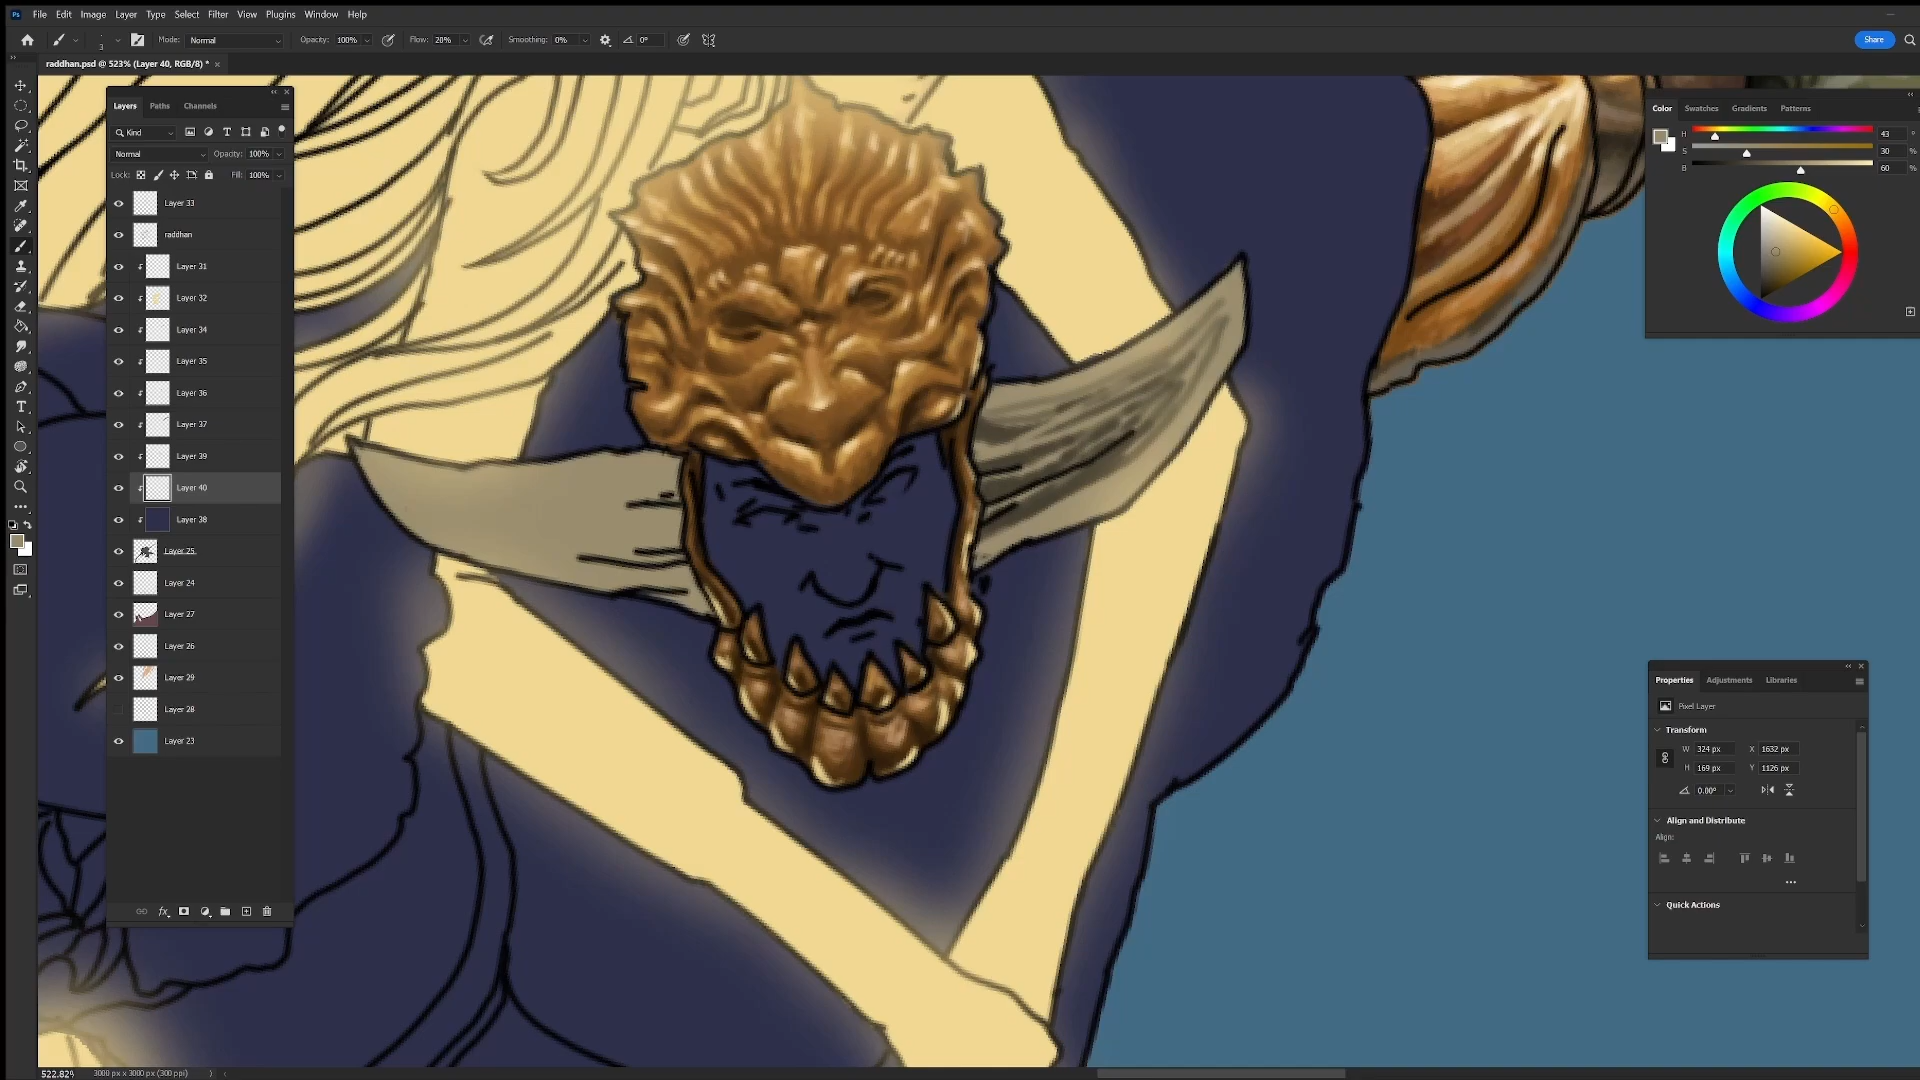 Ps File Edit Image Layer Type Select Filter View Plugins Window Help
3 Mode: Normal Opacity: 100% Flow: 20% Smoothing: 0% 0° Share
raddhan.psd @ 523% (Layer 40, RGB/8) * ×
Layers Paths Channels
Kind
Normal Opacity: 100%
Lock: Fill: 100%
Layer 33
raddhan
Layer 31
Layer 32
Layer 34
Layer 35
Layer 36
Layer 37
Layer 39
Layer 40
Layer 38
Layer 25
Layer 24
Layer 27
Layer 26
Layer 29
Layer 28
Layer 23
fx
Color Swatches Gradients Patterns
H 43 °
S 30 %
B 60 %
Properties Adjustments Libraries
Pixel Layer
Transform
W 324 px X 1632 px
H 169 px Y 1126 px
0.00°
Align and Distribute
Align:
Quick Actions
522.82% 3000 px x 3000 px (300 ppi)